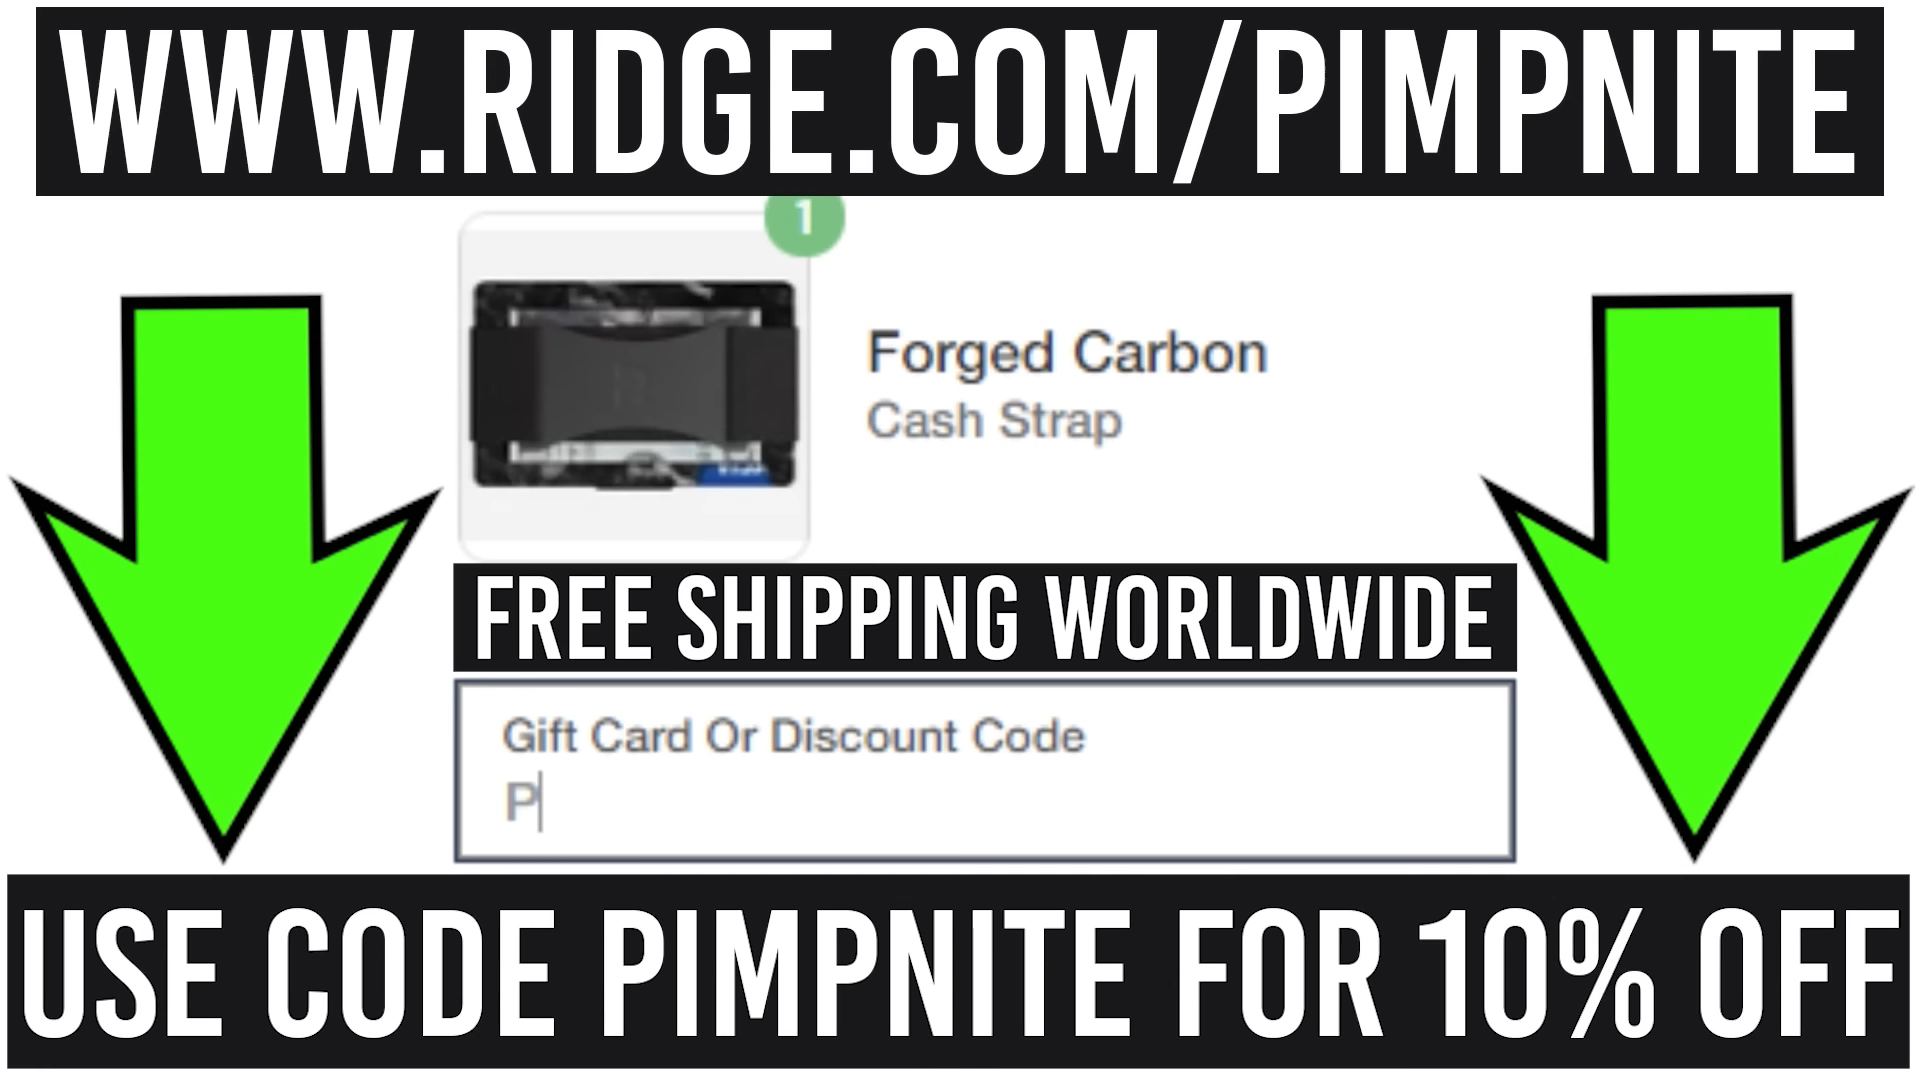 WWW.RIDGE.COM/PIMPNITE
1
Forged Carbon
Cash Strap
FREE SHIPPING WORLDWIDE
Gift Card Or Discount Code
P
USE CODE PIMPNITE FOR 10% OFF